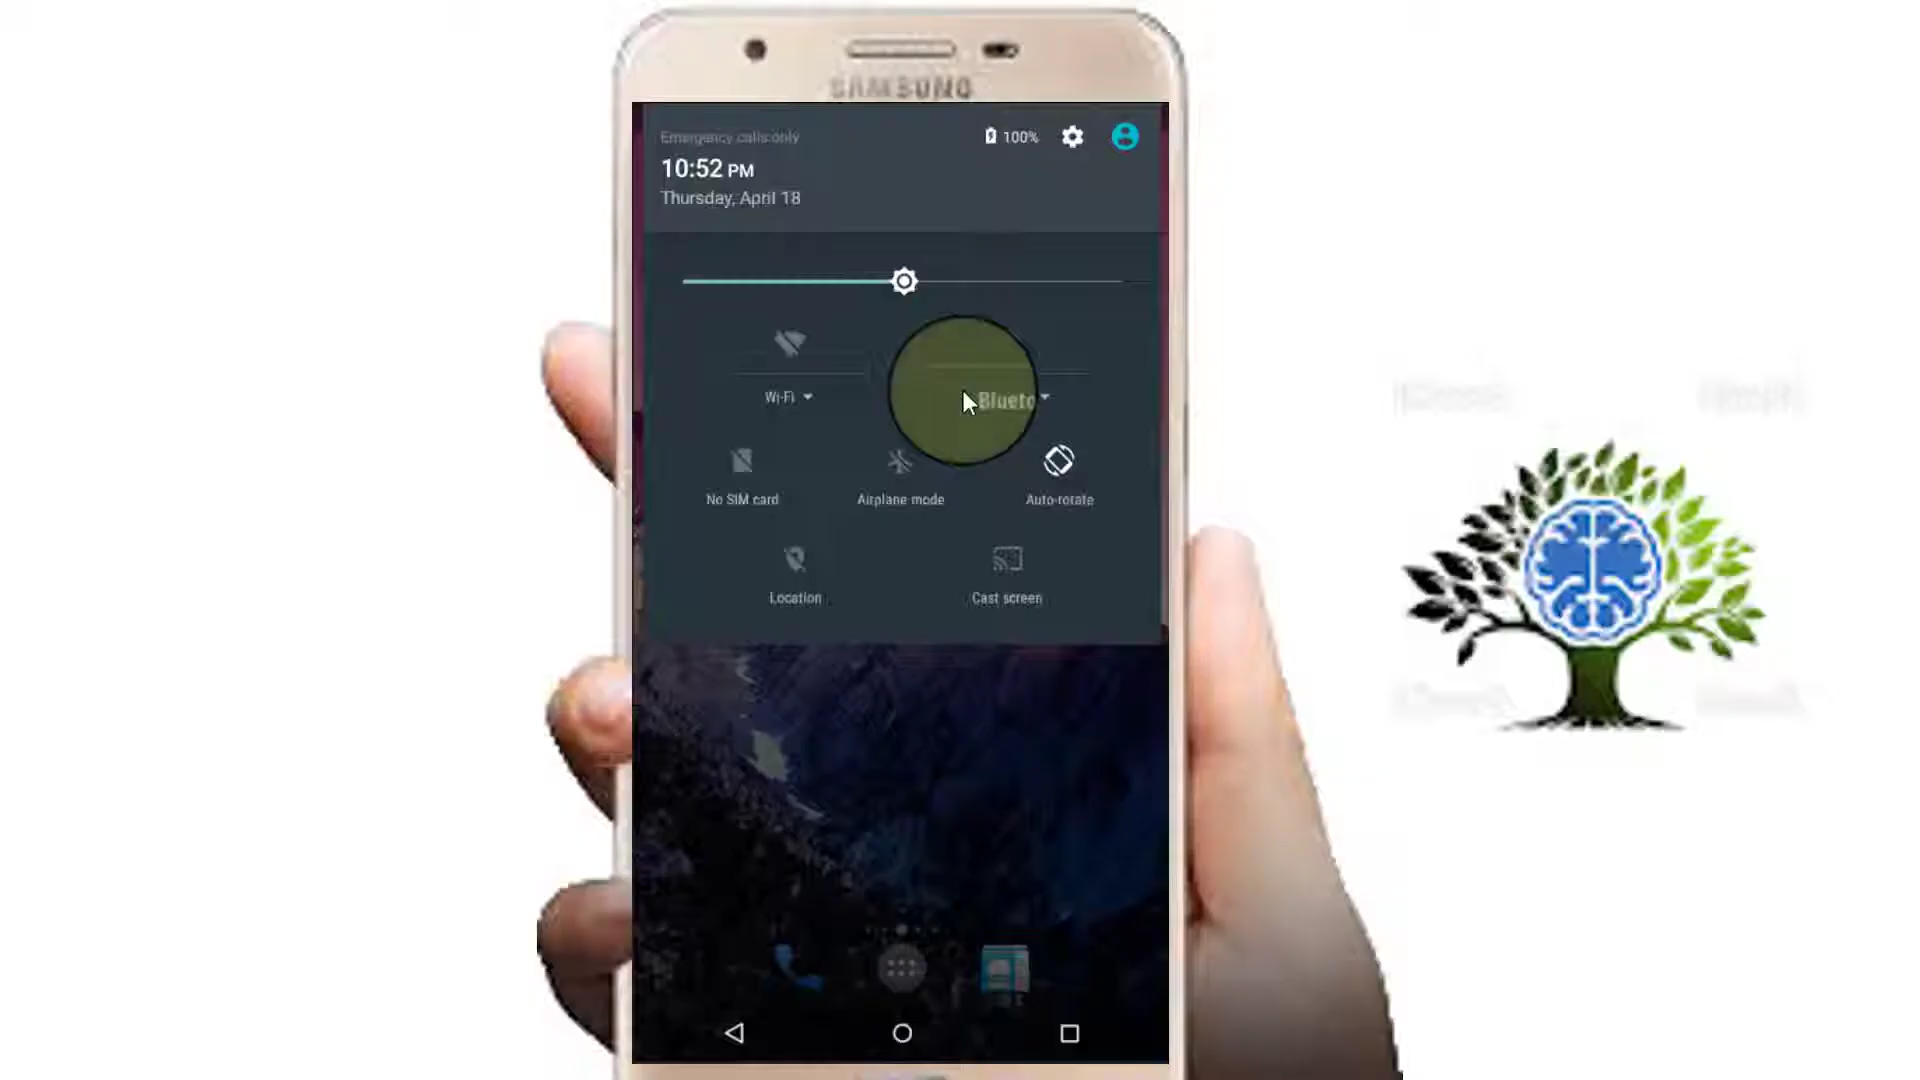 SAMSUNG
Emergency calls only
100%
10:52 PM
Thursday, April 18
Wi-Fi
Blueto
No SIM card
Airplane mode
Auto-rotate
Location
Cast screen